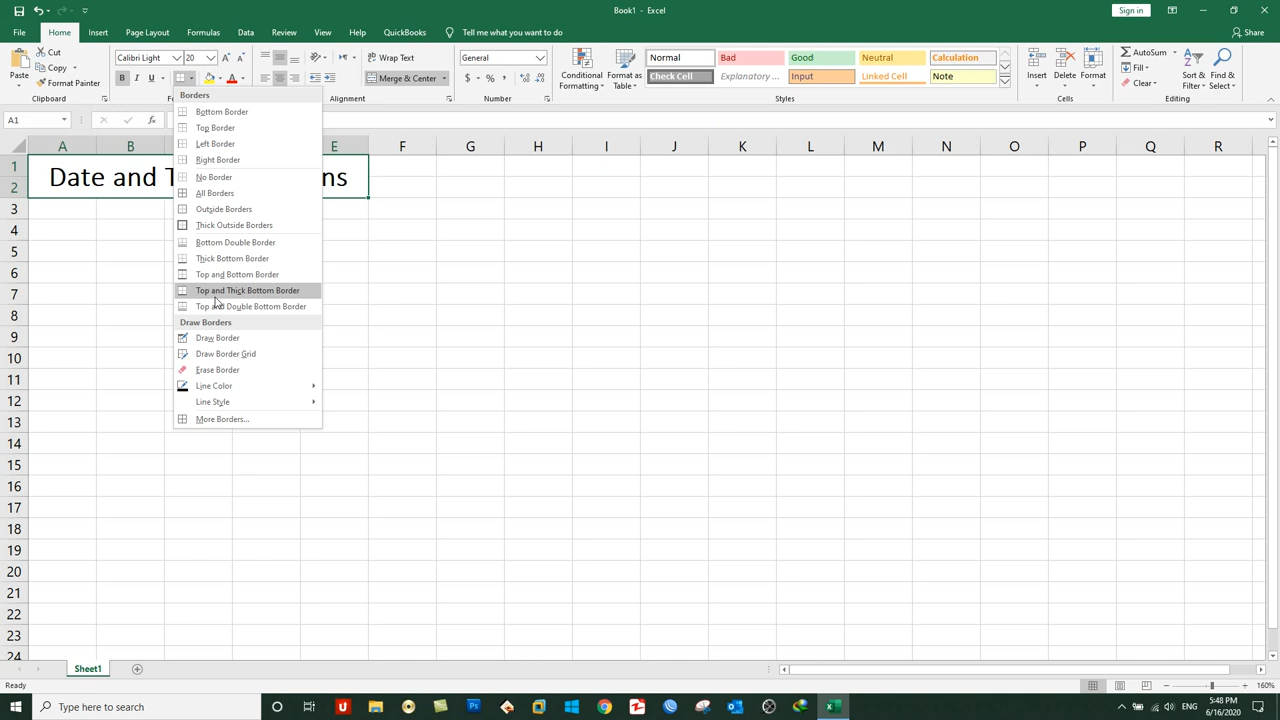 Book1 - Excel
Sign in
File Home Insert Page Layout Formulas Data Review View Help QuickBooks Tell me what you want to do Share
Paste
Cut
Copy
Format Painter
Clipboard
Calibri Light 20
B I U
Wrap Text
Merge & Center
Alignment
General
$ % ,
Number
Conditional Formatting
Format as Table
Normal Bad Good Neutral Calculation
Check Cell Explanatory ... Input Linked Cell Note
Styles
Insert Delete Format
Cells
AutoSum
Fill
Clear
Sort & Filter
Find & Select
Editing
A1
fx
A B E F G H I J K L M N O P Q R
Date and T ns
Borders
Bottom Border
Top Border
Left Border
Right Border
No Border
All Borders
Outside Borders
Thick Outside Borders
Bottom Double Border
Thick Bottom Border
Top and Bottom Border
Top and Thick Bottom Border
Top and Double Bottom Border
Draw Borders
Draw Border
Draw Border Grid
Erase Border
Line Color
Line Style
More Borders...
1
2
3
4
5
6
7
8
9
10
11
12
13
14
15
16
17
18
19
20
21
22
23
24
Sheet1
Ready
160%
Type here to search
5:48 PM
6/16/2020